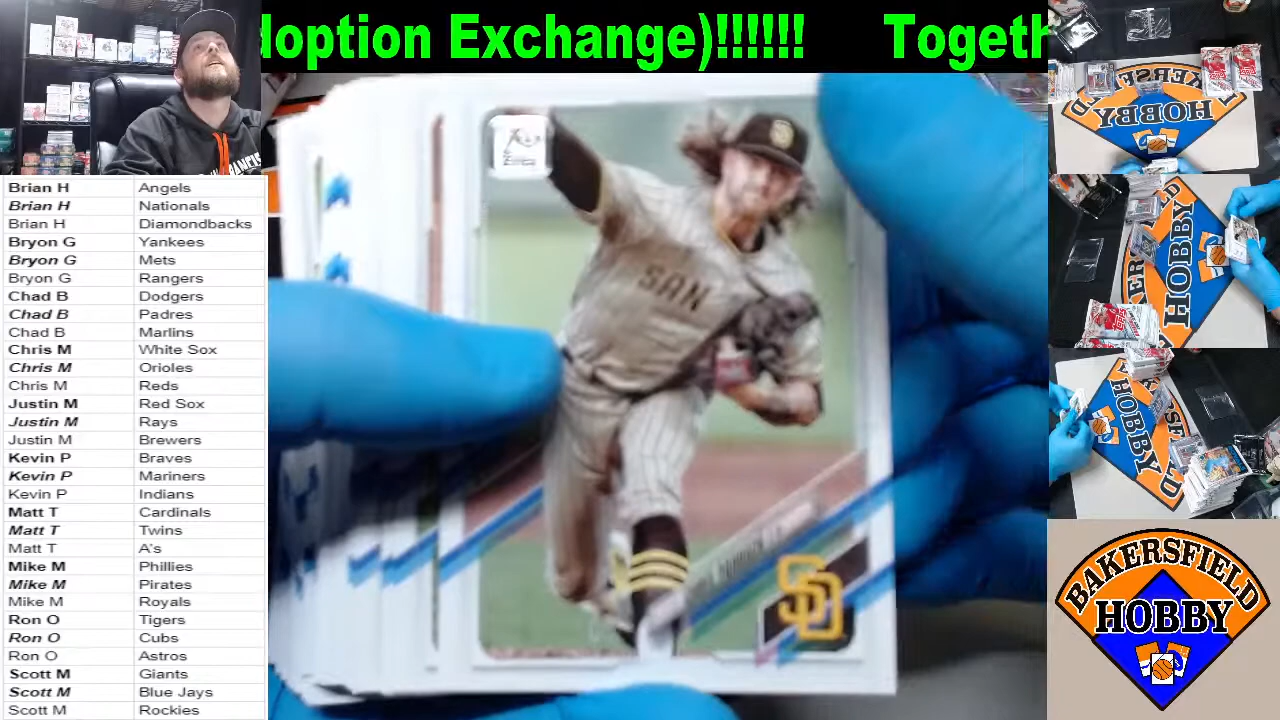 doption Exchange)!!!!!! Togeth
Brian H Angels
Brian H Nationals
Brian H Diamondbacks
Bryon G Yankees
Bryon G Mets
Bryon G Rangers
Chad B Dodgers
Chad B Padres
Chad B Marlins
Chris M White Sox
Chris M Orioles
Chris M Reds
Justin M Red Sox
Justin M Rays
Justin M Brewers
Kevin P Braves
Kevin P Mariners
Kevin P Indians
Matt T Cardinals
Matt T Twins
Matt T A's
Mike M Phillies
Mike M Pirates
Mike M Royals
Ron O Tigers
Ron O Cubs
Ron O Astros
Scott M Giants
Scott M Blue Jays
Scott M Rockies
SAN
SD
HOBBY
HOBBY
HOBBY
BAKERSFIELD
HOBBY